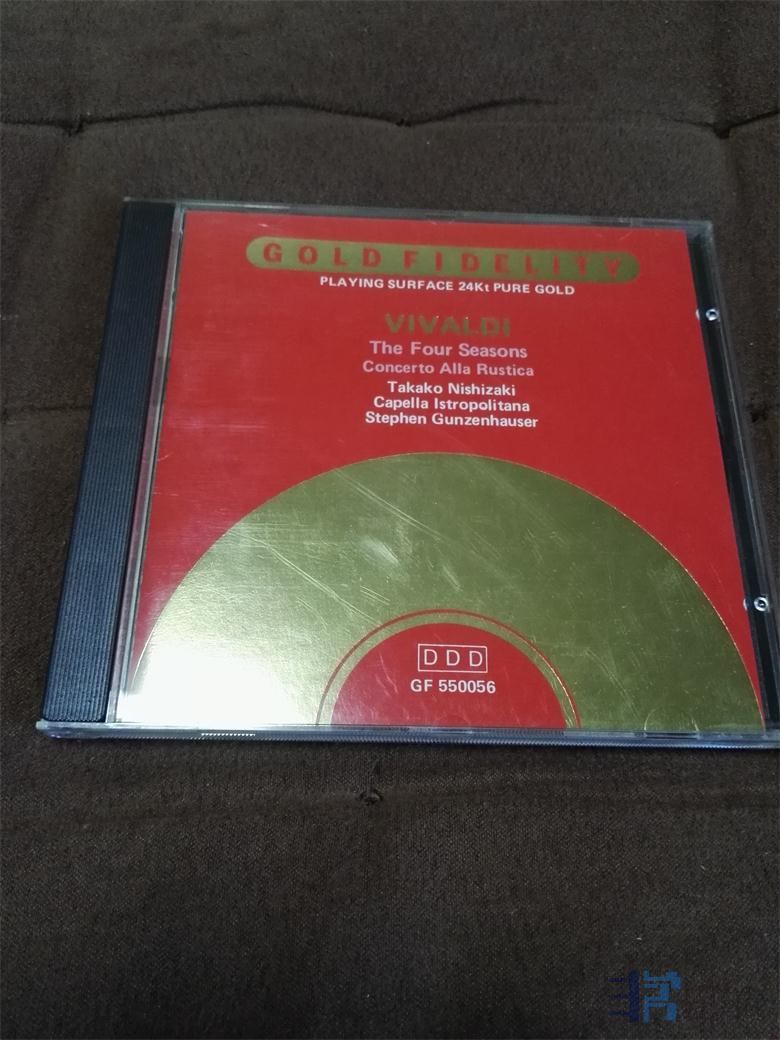 GOLD FIDELITY
PLAYING SURFACE 24Kt PURE GOLD
VIVALDI
The Four Seasons
Concerto Alla Rustica
Takako Nishizaki
Capella Istropolitana
Stephen Gunzenhauser
DDD
GF 550056